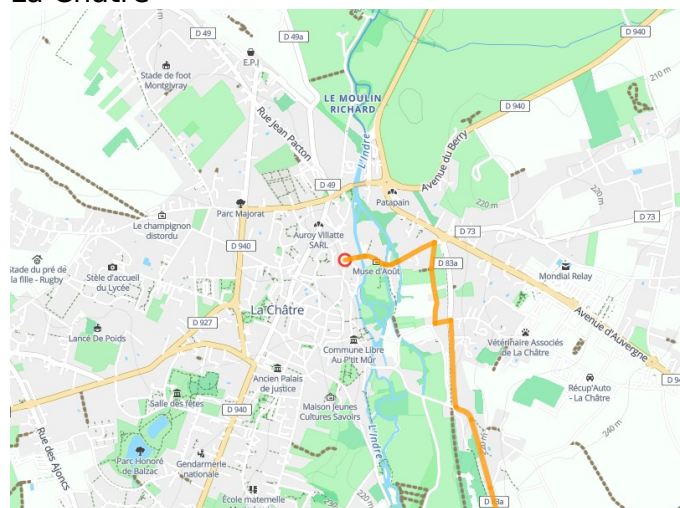 La Châtre
D 49
D 49a
D 940
E.P.I
Stade de foot
Montgivray
210 m
LE MOULIN
RICHARD
D 940
Rue Jean Pacton
L'Indre
Avenue du Berry
220 m
220 m
D 49
Patapain
Parc Majorat
Le champignon
distordu
Auroy Villatte
SARL
D 73
D 73
D 940
Stade du pré de
la fille - Rugby
Stèle d'accueil
du Lycée
Muse d'Août
D 83a
Mondial Relay
La Châtre
D 927
Avenue d'Auvergne
Lancé De Poids
Commune Libre
Au P'tit Mûr
Vétérinaire Associés
de La Châtre
Ancien Palais
de justice
Récup'Auto
- La Châtre
Salle des fêtes
D 940
Maison Jeunes
Cultures Savoirs
Rue des Ajoncs
L'Indre
240 m
Parc Honoré
de Balzac
Gendarmerie
nationale
École maternelle
220 m